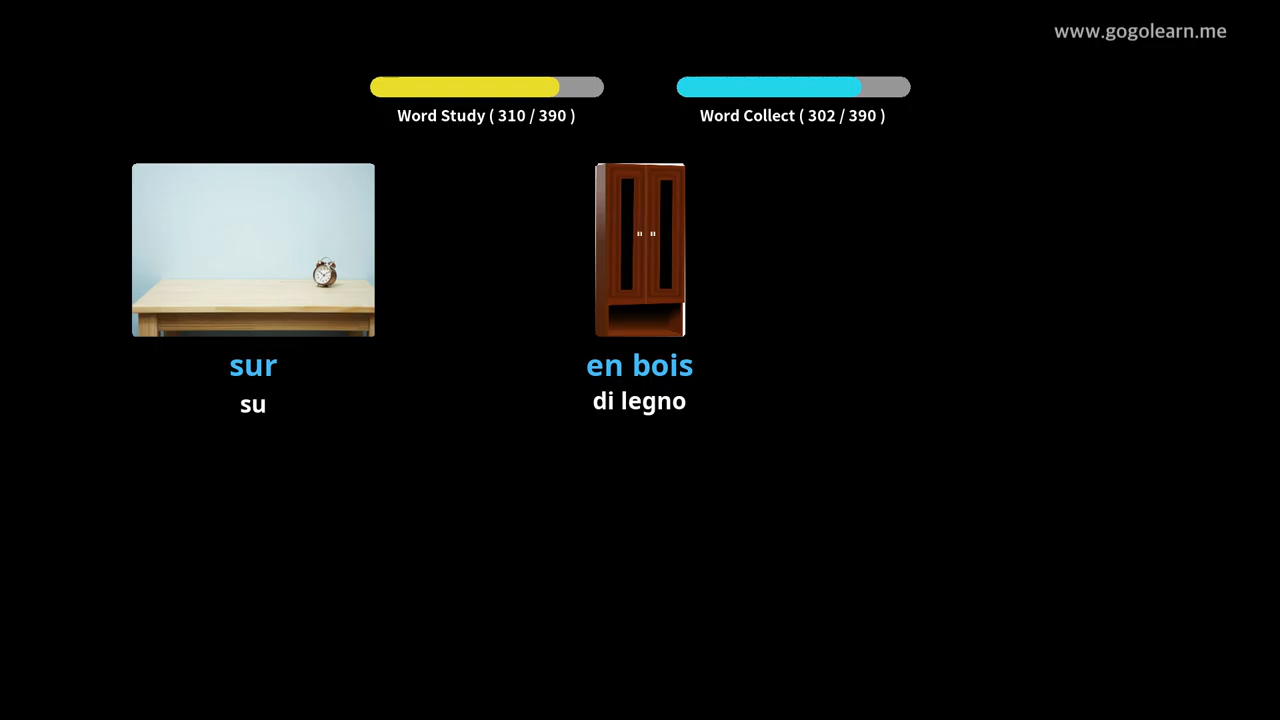 www.gogolearn.me
Word Study ( 310 / 390 )
Word Collect ( 302 / 390 )
sur
su
en bois
di legno